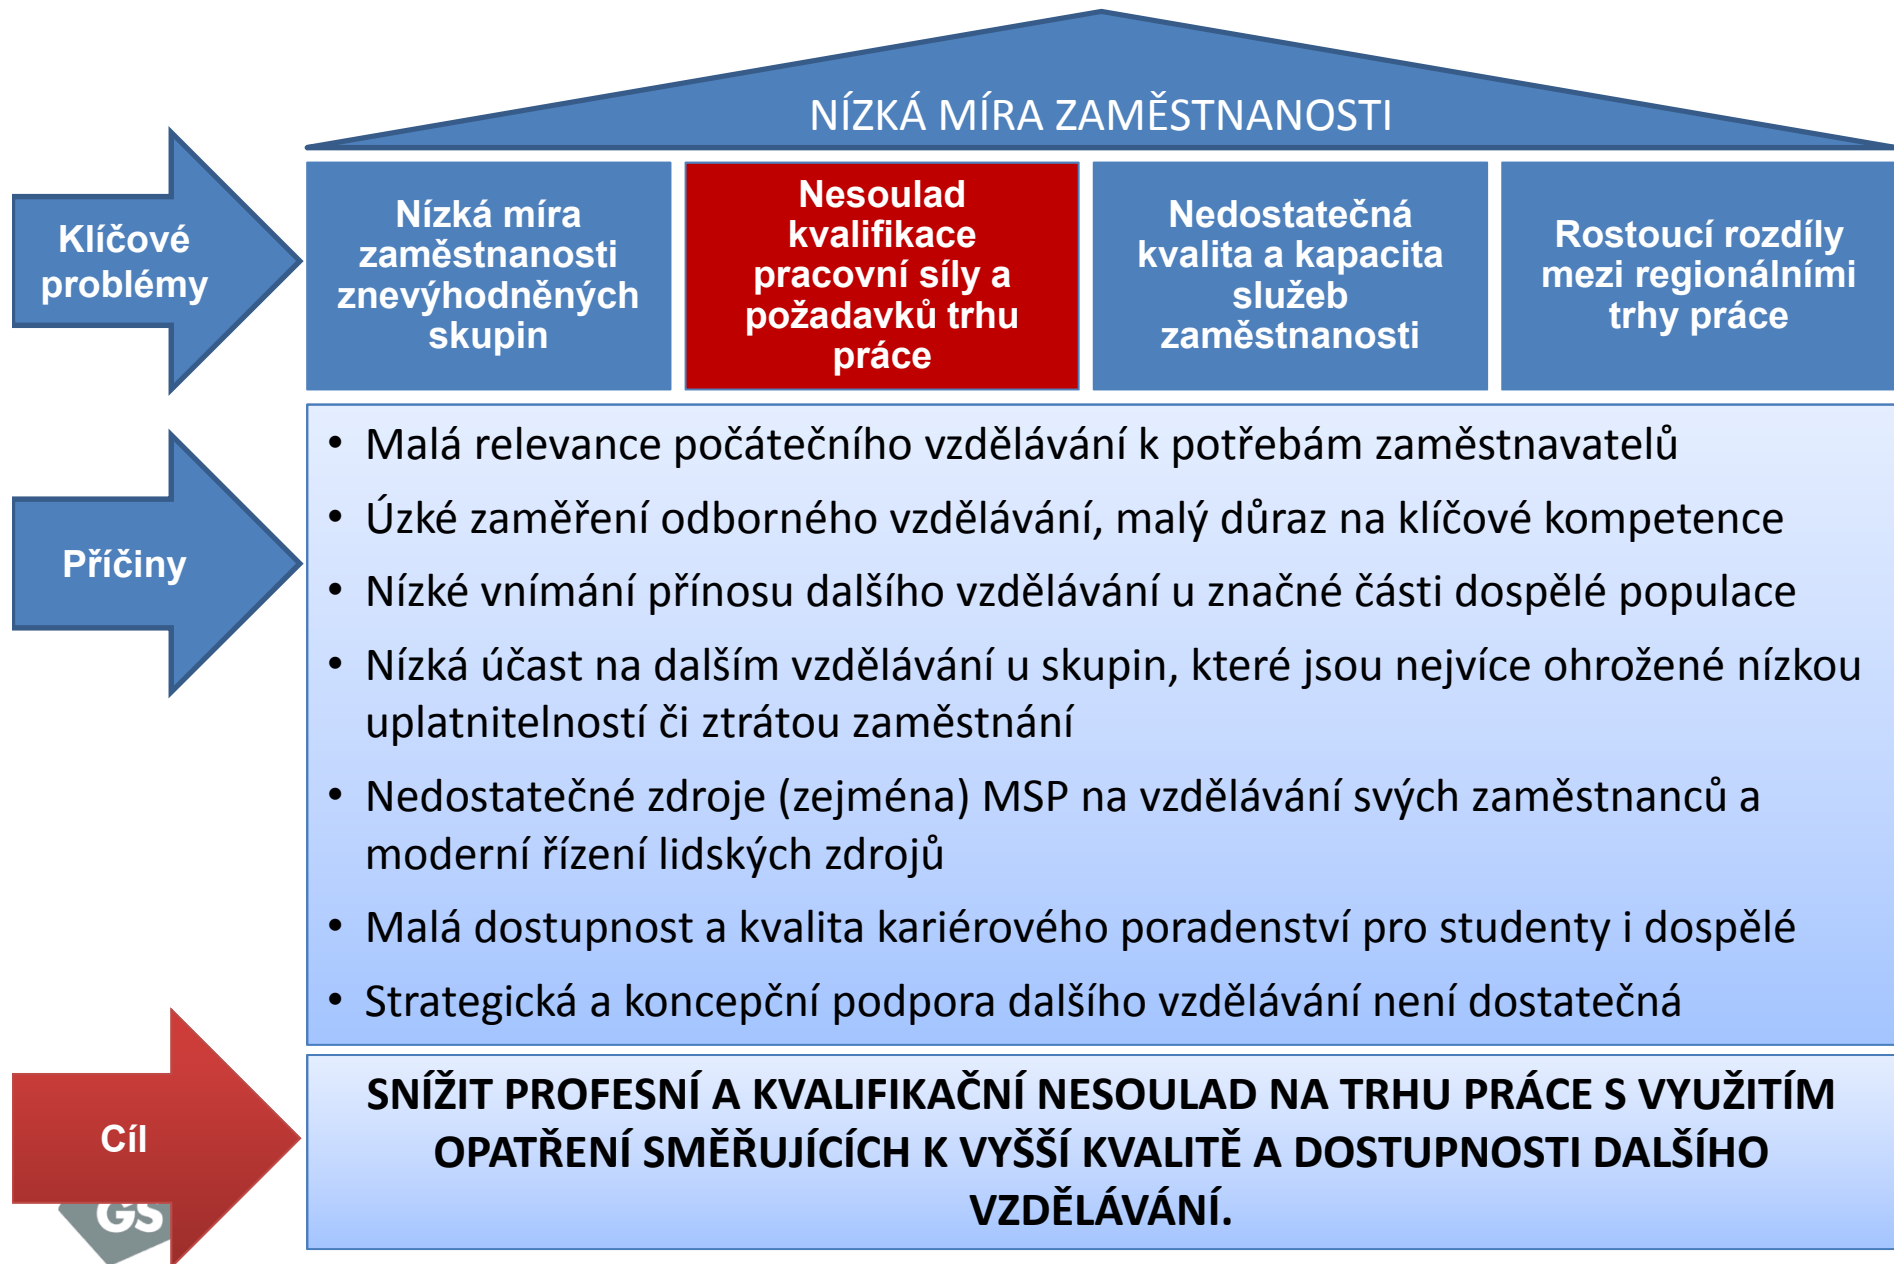 NÍZKÁ MÍRA ZAMĚSTNANOSTI
Klíčové
problémy
Nízká míra
zaměstnanosti
znevýhodněných
skupin
Nesoulad
kvalifikace
pracovní síly a
požadavků trhu
práce
Nedostatečná
kvalita a kapacita
služeb
zaměstnanosti
Rostoucí rozdíly
mezi regionálními
trhy práce
Příčiny
• Malá relevance počátečního vzdělávání k potřebám zaměstnavatelů
• Úzké zaměření odborného vzdělávání, malý důraz na klíčové kompetence
• Nízké vnímání přínosu dalšího vzdělávání u značné části dospělé populace
• Nízká účast na dalším vzdělávání u skupin, které jsou nejvíce ohrožené nízkou
uplatnitelností či ztrátou zaměstnání
• Nedostatečné zdroje (zejména) MSP na vzdělávání svých zaměstnanců a
moderní řízení lidských zdrojů
• Malá dostupnost a kvalita kariérového poradenství pro studenty i dospělé
• Strategická a koncepční podpora dalšího vzdělávání není dostatečná
Cíl
SNÍŽIT PROFESNÍ A KVALIFIKAČNÍ NESOULAD NA TRHU PRÁCE S VYUŽITÍM
OPATŘENÍ SMĚŘUJÍCÍCH K VYŠŠÍ KVALITĚ A DOSTUPNOSTI DALŠÍHO
VZDĚLÁVÁNÍ.